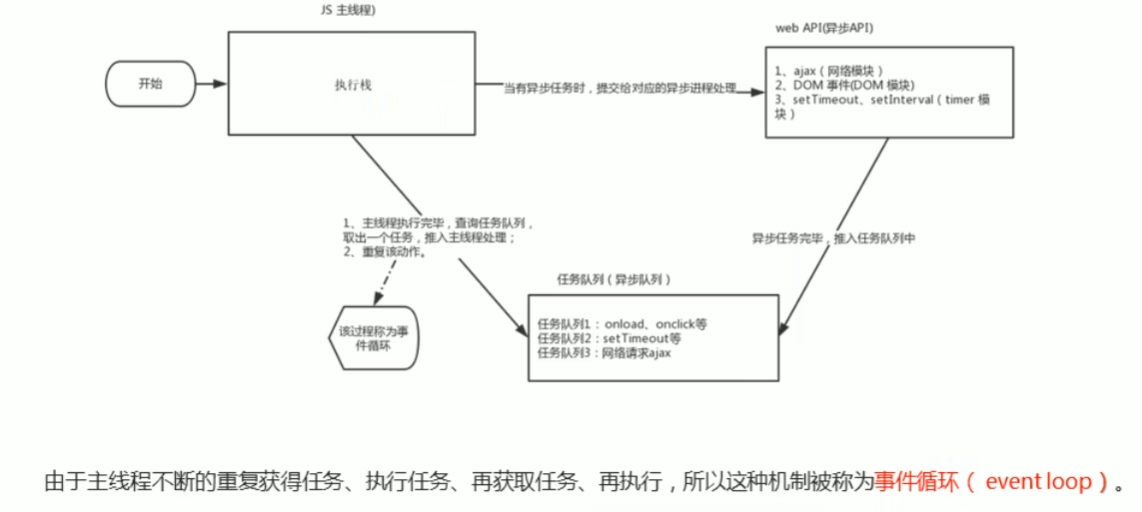 JS 主线程)
web API(异步API)
开始
执行栈
当有异步任务时，提交给对应的异步进程处理
1、ajax（网络模块）
2、DOM 事件(DOM 模块)
3、setTimeout、setInterval（timer 模
块）
1、主线程执行完毕，查询任务队列，
取出一个任务，推入主线程处理；
2、重复该动作。
异步任务完毕，推入任务队列中
任务队列（异步队列）
该过程称为事
件循环
任务队列1：onload、onclick等
任务队列2：setTimeout等
任务队列3：网络请求ajax
由于主线程不断的重复获得任务、执行任务、再获取任务、再执行，所以这种机制被称为事件循环（ event loop）。